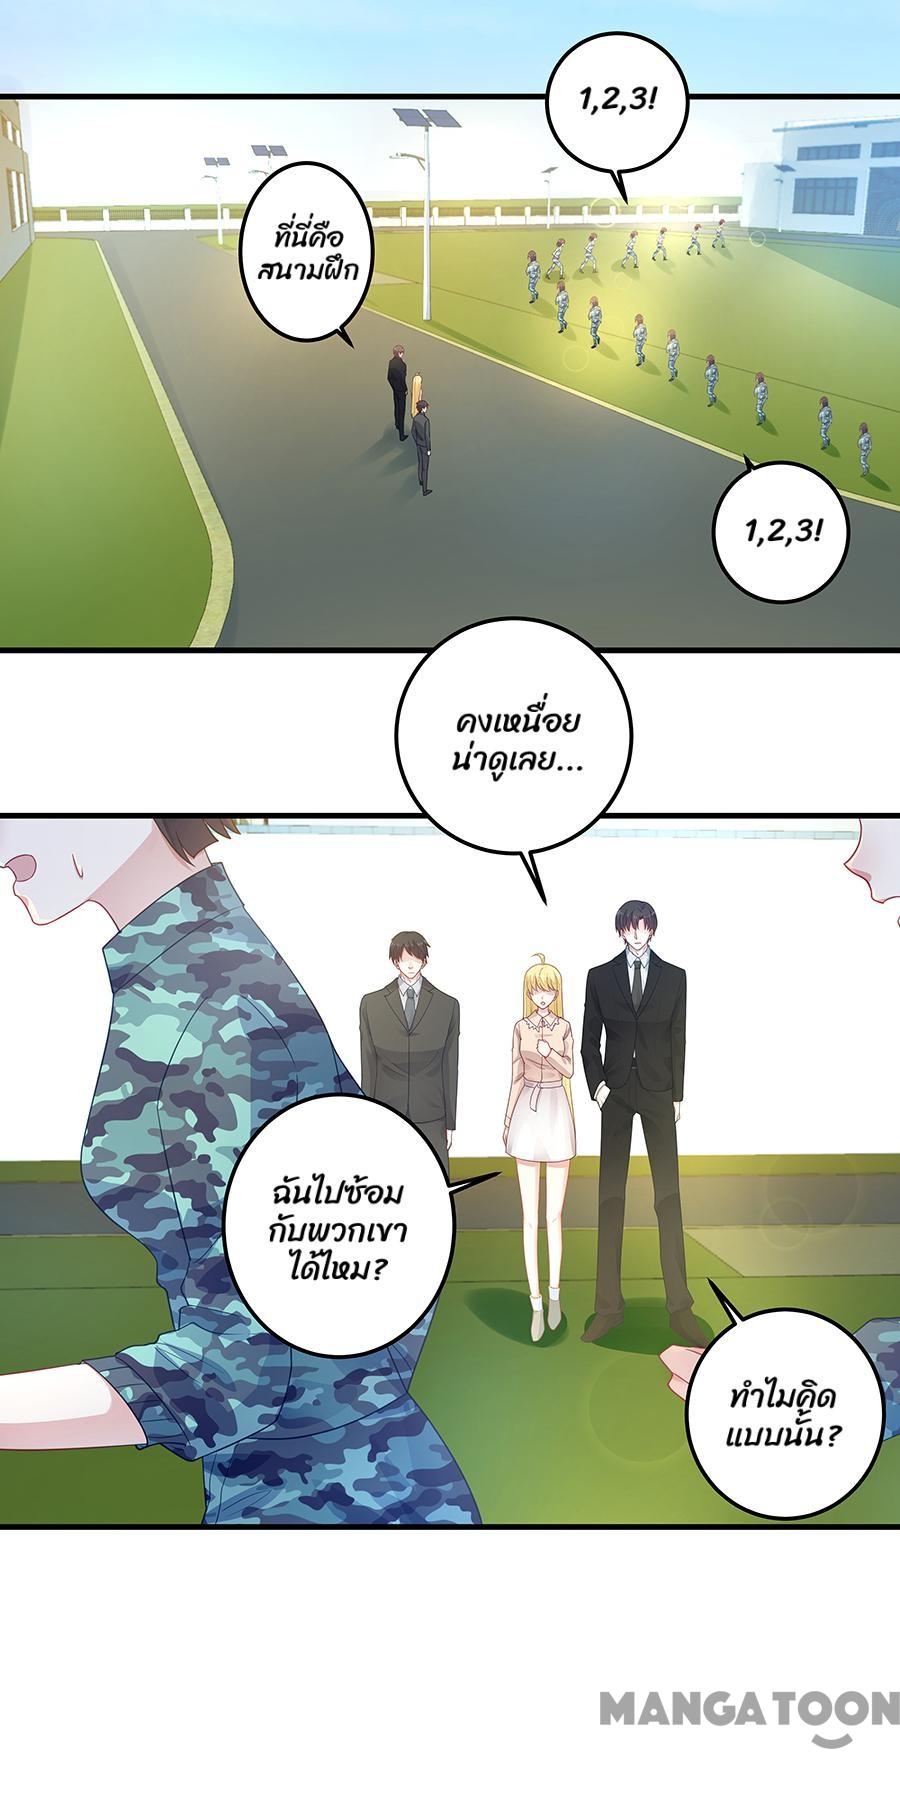 1,2,3!
ที่นี่คือ
สนามฝึก
1,2,3!
คงเหนื่อย
น่าดูเลย...
ฉันไปซ้อม
กับพวกเขา
ได้ไหม?
ทำไมคิด
แบบนั้น?
MANGATOON